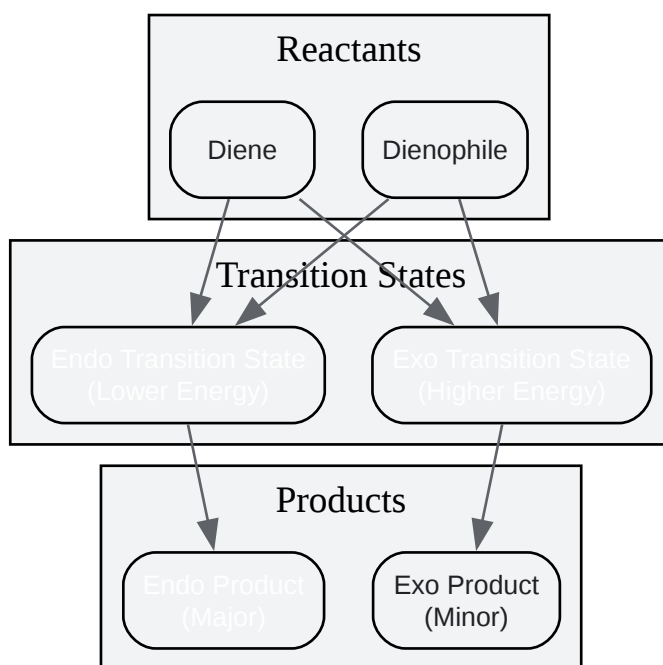 Reactants
Diene
Dienophile
Transition States
Endo Transition State
(Lower Energy)
Exo Transition State
(Higher Energy)
Products
Endo Product
(Major)
Exo Product
(Minor)